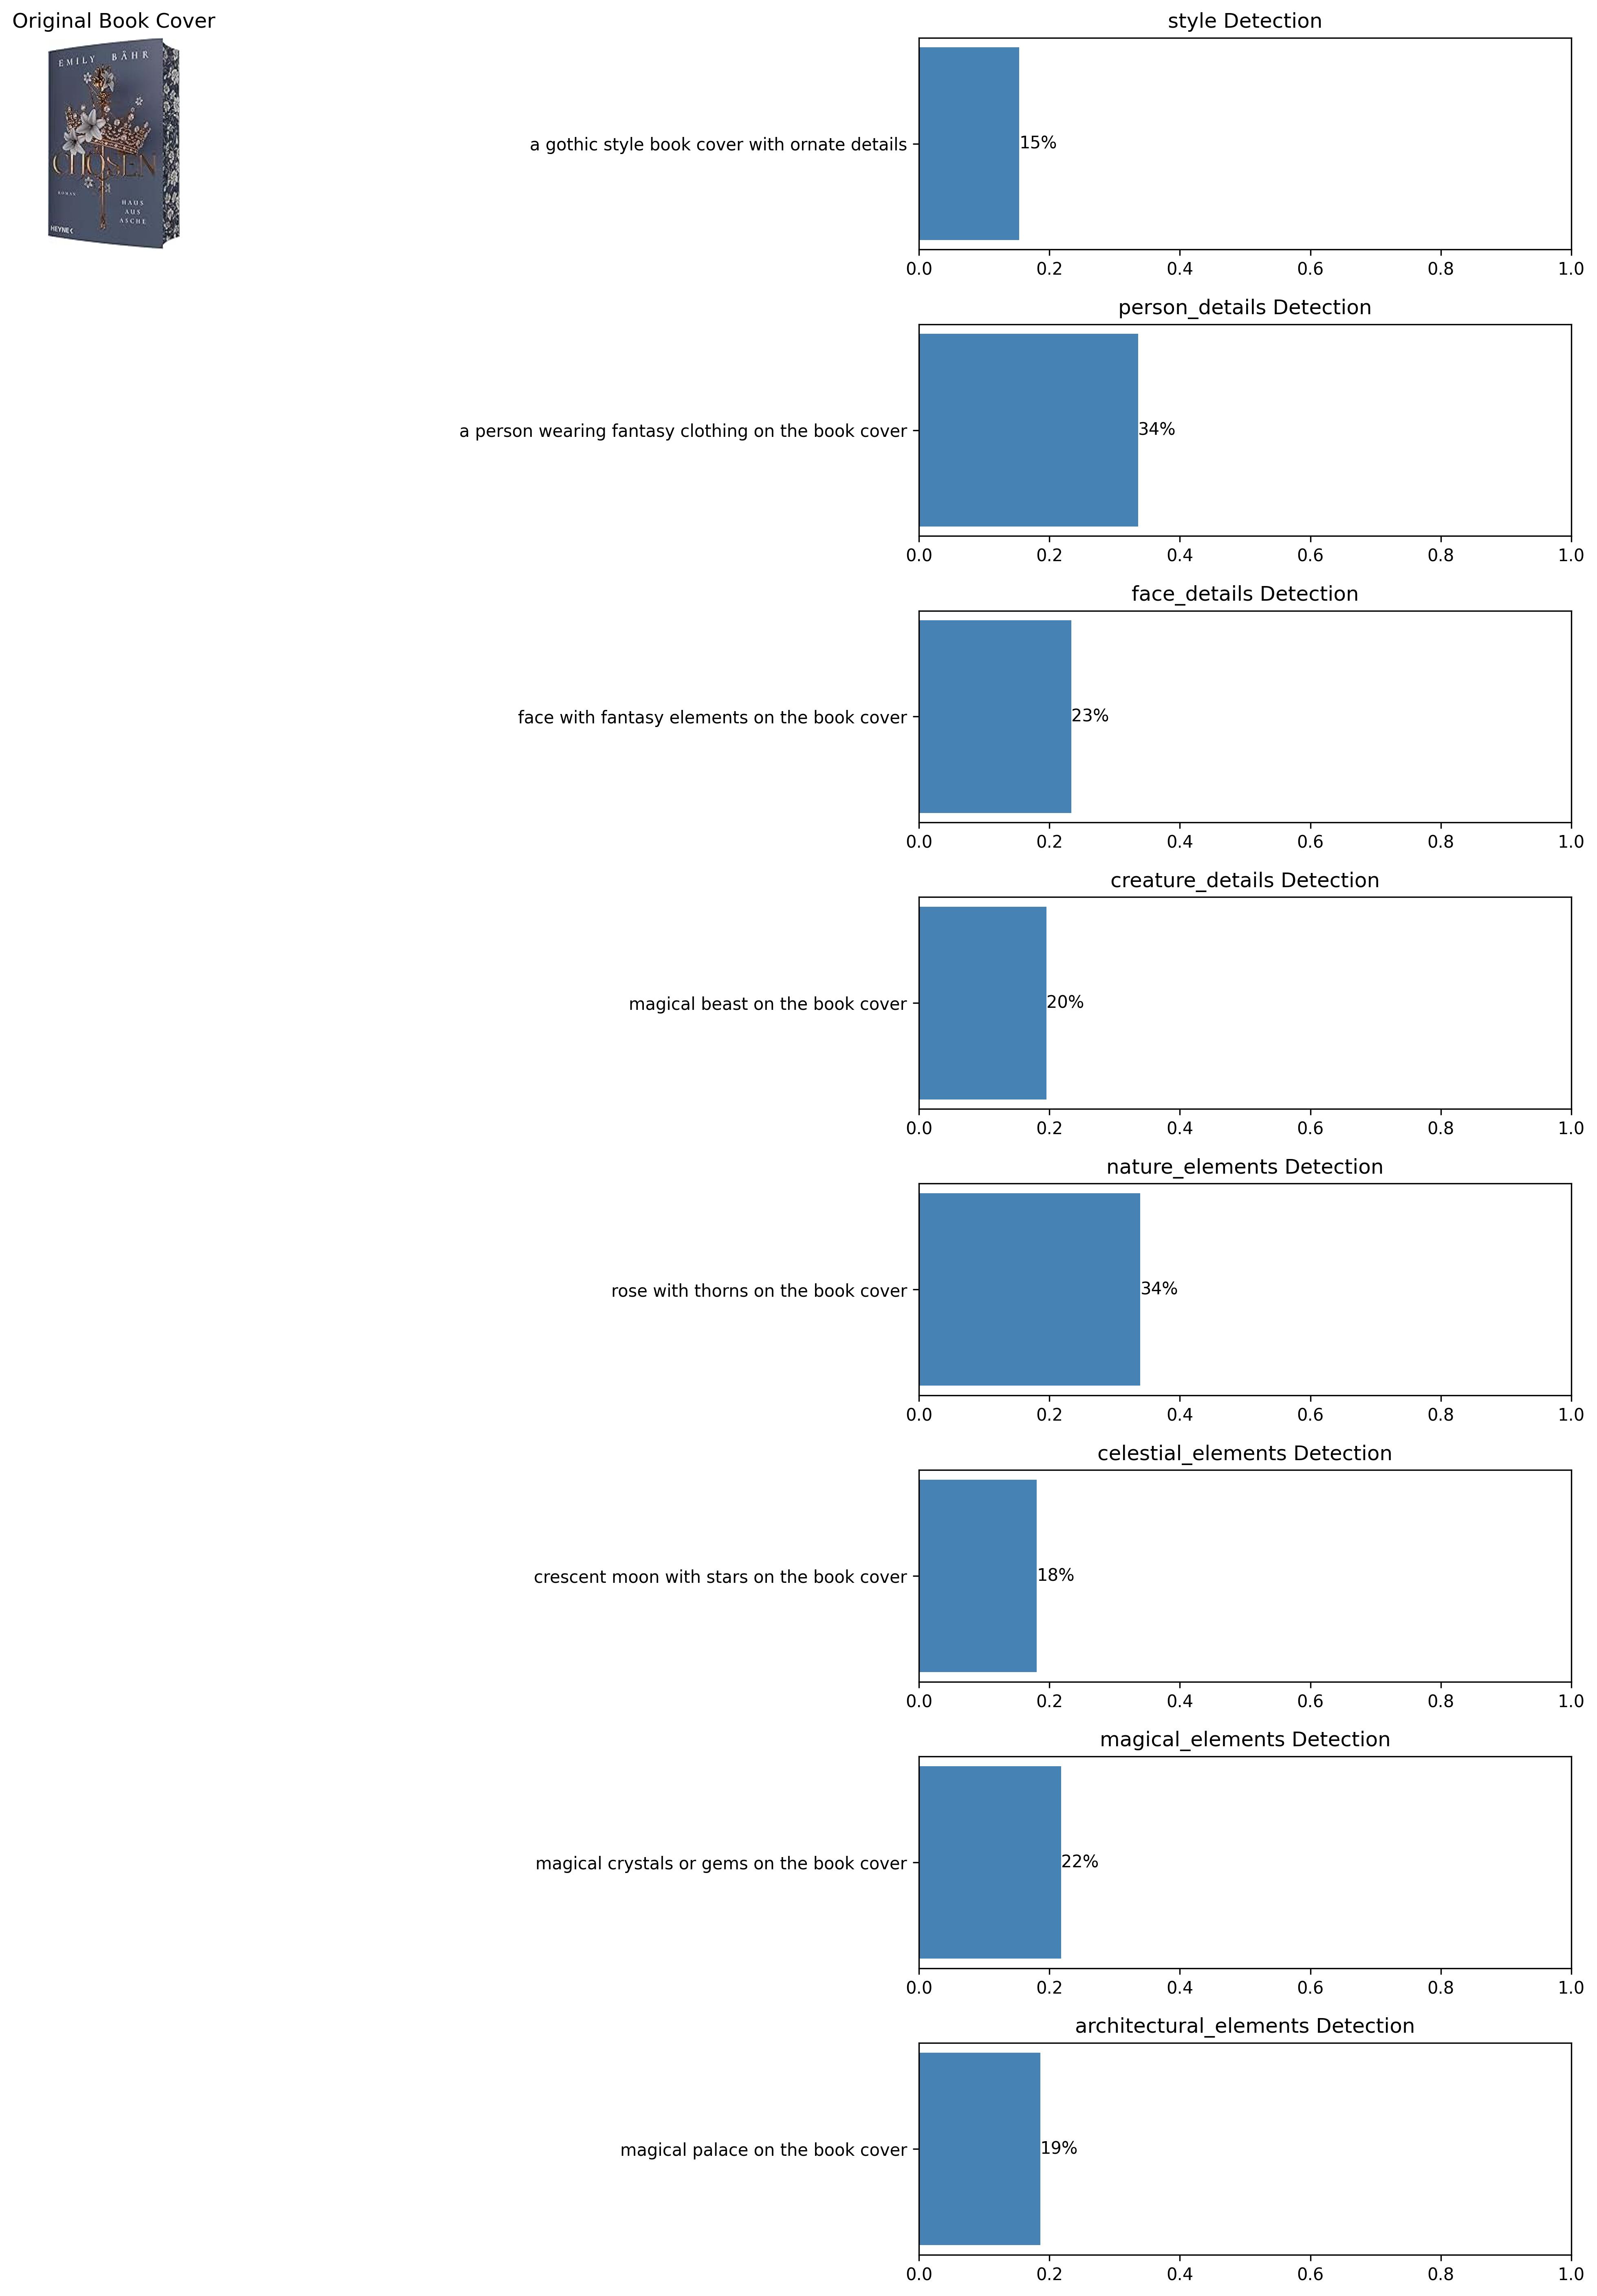 Original Book Cover
EMILY BÄHR
CHOSEN
ROMAN
HAUS
AUS
ASCHE
HEYNE<
style Detection
a gothic style book cover with ornate details
15%
0.0 0.2 0.4 0.6 0.8 1.0
person_details Detection
a person wearing fantasy clothing on the book cover
34%
0.0 0.2 0.4 0.6 0.8 1.0
face_details Detection
face with fantasy elements on the book cover
23%
0.0 0.2 0.4 0.6 0.8 1.0
creature_details Detection
magical beast on the book cover
20%
0.0 0.2 0.4 0.6 0.8 1.0
nature_elements Detection
rose with thorns on the book cover
34%
0.0 0.2 0.4 0.6 0.8 1.0
celestial_elements Detection
crescent moon with stars on the book cover
18%
0.0 0.2 0.4 0.6 0.8 1.0
magical_elements Detection
magical crystals or gems on the book cover
22%
0.0 0.2 0.4 0.6 0.8 1.0
architectural_elements Detection
magical palace on the book cover
19%
0.0 0.2 0.4 0.6 0.8 1.0